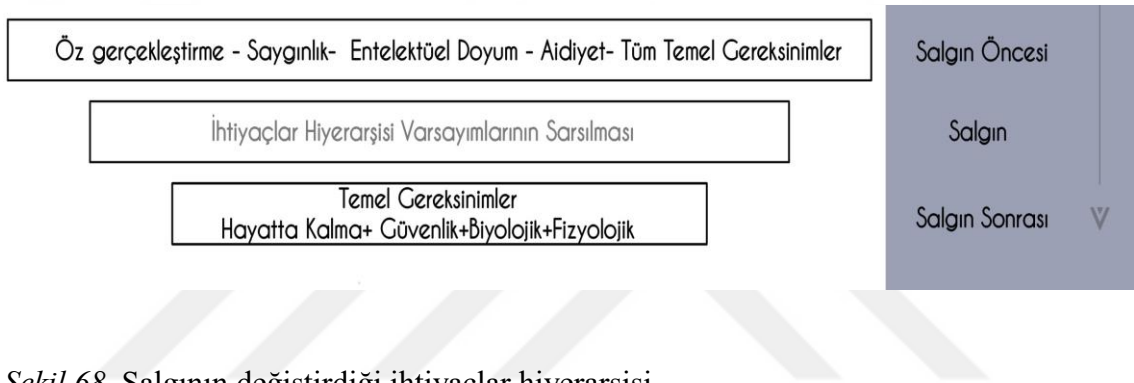 Öz gerçekleştirme - Saygınlık- Entelektüel Doyum - Aidiyet- Tüm Temel Gereksinimler
Salgın Öncesi
İhtiyaçlar Hiyerarşisi Varsayımlarının Sarsılması
Salgın
Temel Gereksinimler
Hayatta Kalma+ Güvenlik+Biyolojik+Fizyolojik
Salgın Sonrası
Şekil 68. Salgının değiştirdiği ihtiyaçlar hiyerarşisi